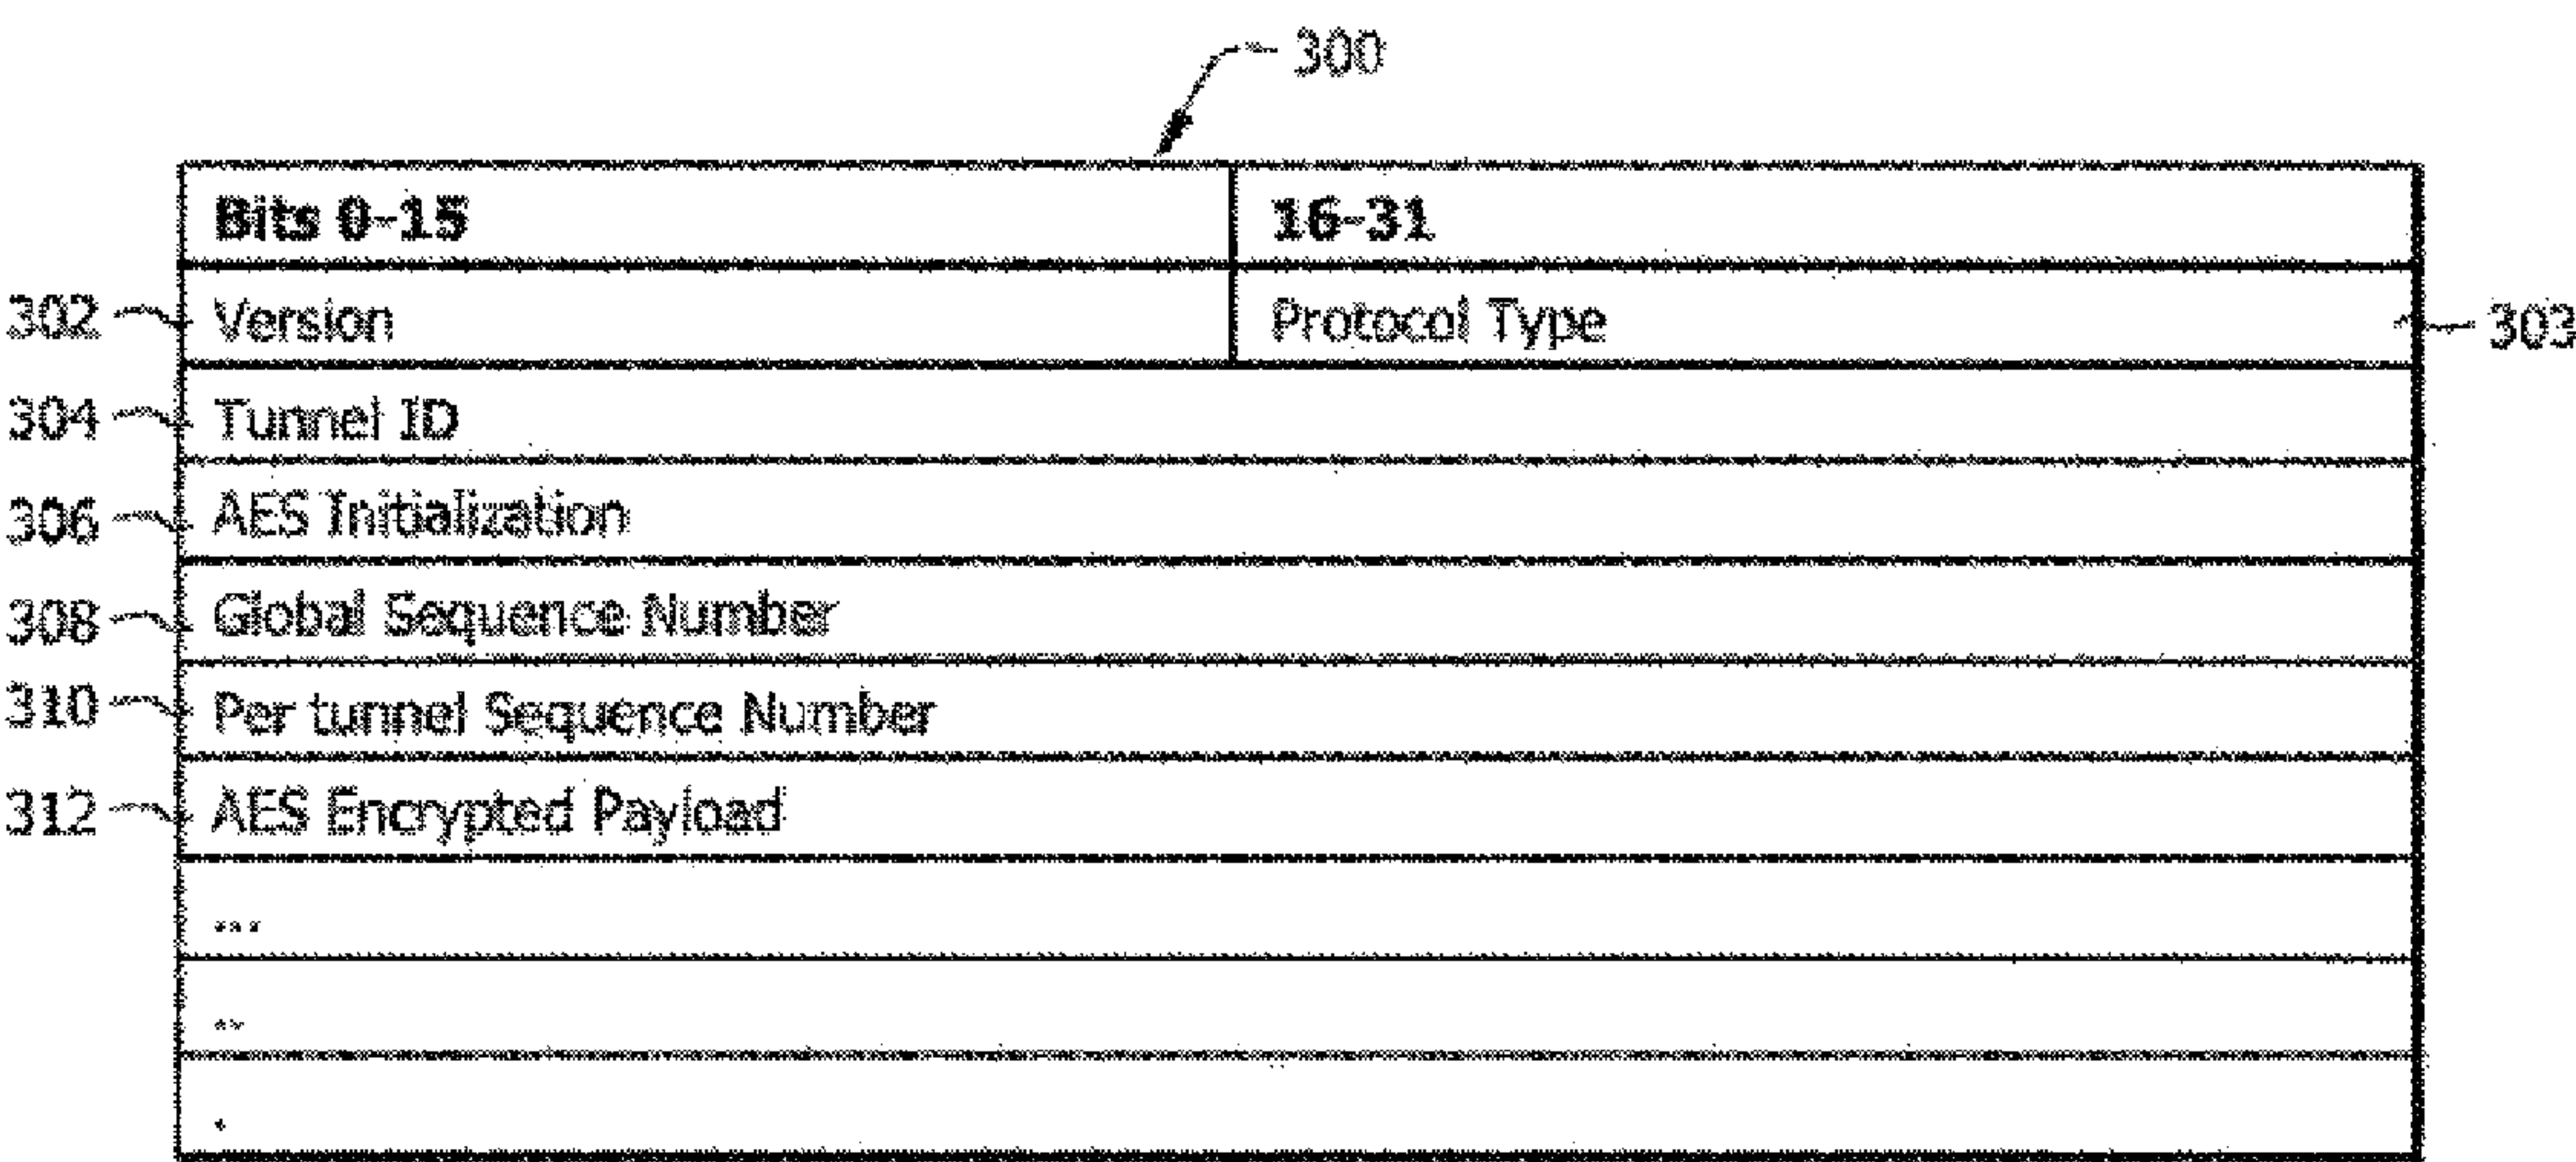 300
Bits 0-15 16-31
302 Version Protocol Type 303
304 Tunnel ID
306 AES Initialization
308 Global Sequence Number
310 Per tunnel Sequence Number
312 AES Encrypted Payload
...
..
.